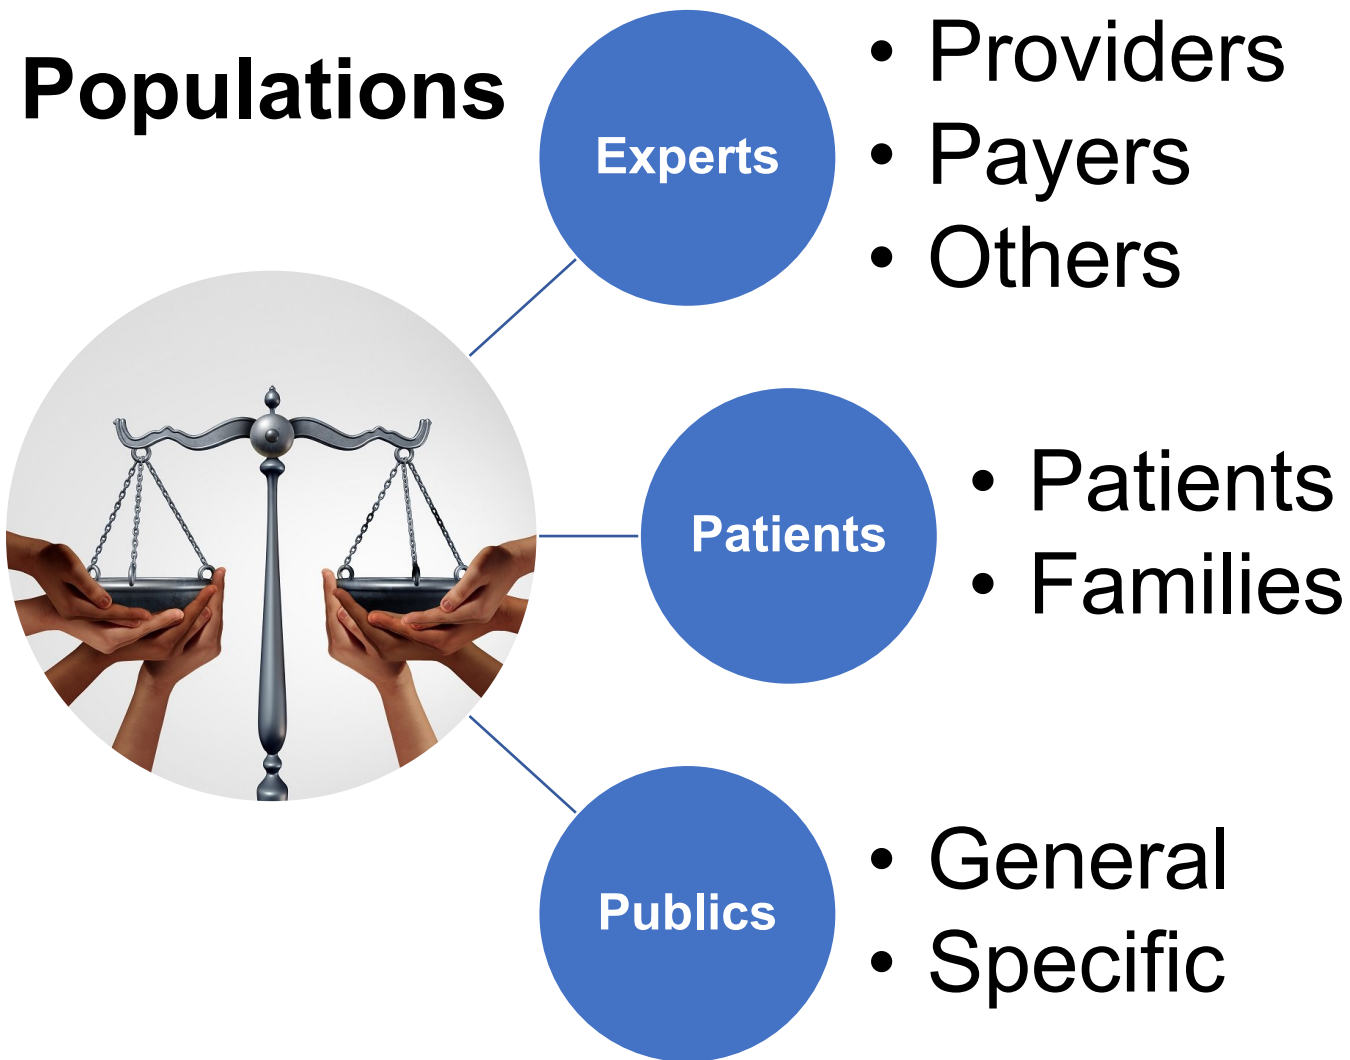 Populations
Experts
• Providers
• Payers
• Others
Patients
• Patients
• Families
Publics
• General
• Specific